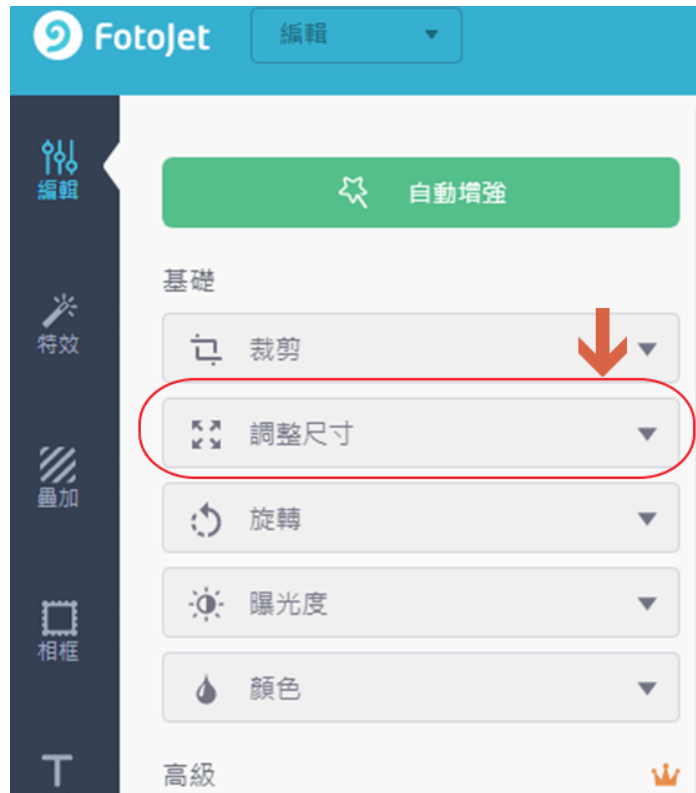 FotoJet
編輯
編輯
自動增強
基礎
特效
裁剪
調整尺寸
疊加
旋轉
曝光度
相框
顏色
T
高級